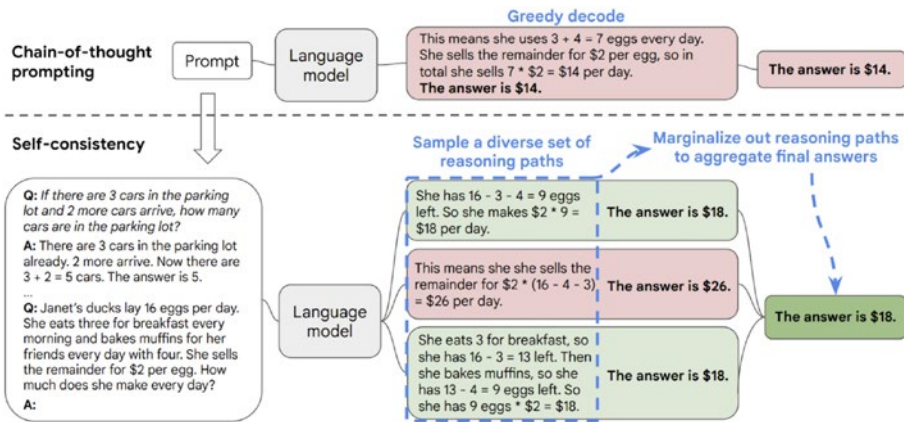 Greedy decode
Chain-of-thought
prompting
Prompt
Language
model
This means she uses 3 + 4 = 7 eggs every day.
She sells the remainder for $2 per egg, so in
total she sells 7 * $2 = $14 per day.
The answer is $14.
The answer is $14.
Self-consistency
Sample a diverse set of
reasoning paths
Marginalize out reasoning paths
to aggregate final answers
Q: If there are 3 cars in the parking
lot and 2 more cars arrive, how many
cars are in the parking lot?
A: There are 3 cars in the parking lot
already. 2 more arrive. Now there are
3 + 2 = 5 cars. The answer is 5.
...
Q: Janet's ducks lay 16 eggs per day.
She eats three for breakfast every
morning and bakes muffins for her
friends every day with four. She sells
the remainder for $2 per egg. How
much does she make every day?
A:
Language
model
She has 16 - 3 - 4 = 9 eggs
left. So she makes $2 * 9 =
$18 per day.
The answer is $18.
This means she she sells the
remainder for $2 * (16 - 4 - 3)
= $26 per day.
The answer is $26.
She eats 3 for breakfast, so
she has 16 - 3 = 13 left. Then
she bakes muffins, so she
has 13 - 4 = 9 eggs left. So
she has 9 eggs * $2 = $18.
The answer is $18.
The answer is $18.